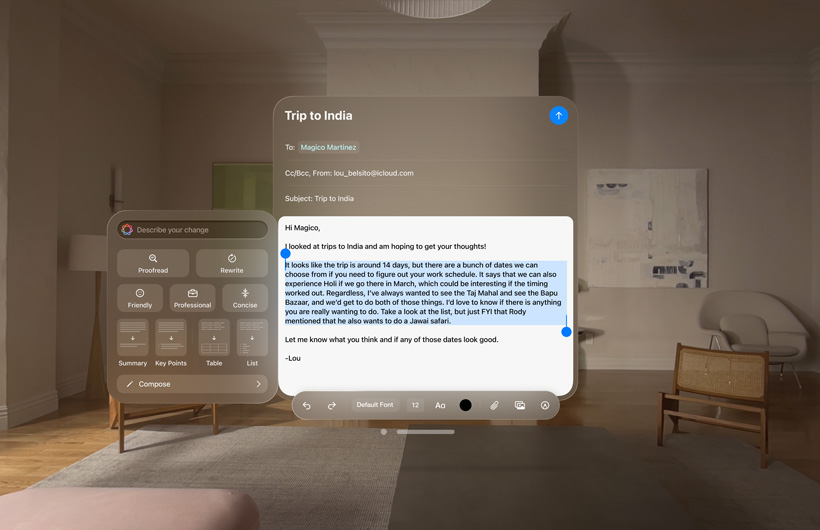 Trip to India
To: Magico Martinez
Cc/Bcc, From: lou_belsito@icloud.com
Subject: Trip to India
Describe your change
Proofread
Rewrite
Friendly
Professional
Concise
Summary
Key Points
Table
List
Compose
Hi Magico,
I looked at trips to India and am hoping to get your thoughts!
It looks like the trip is around 14 days, but there are a bunch of dates we can
choose from if you need to figure out your work schedule. It says that we can also
experience Holi if we go there in March, which could be interesting if the timing
worked out. Regardless, I've always wanted to see the Taj Mahal and see the Bapu
Bazaar, and we'd get to do both of those things. I'd love to know if there is anything
you are really wanting to do. Take a look at the list, but just FYI that Rody
mentioned that he also wants to do a Jawai safari.
Let me know what you think and if any of those dates look good.
-Lou
Default Font
12
Aa